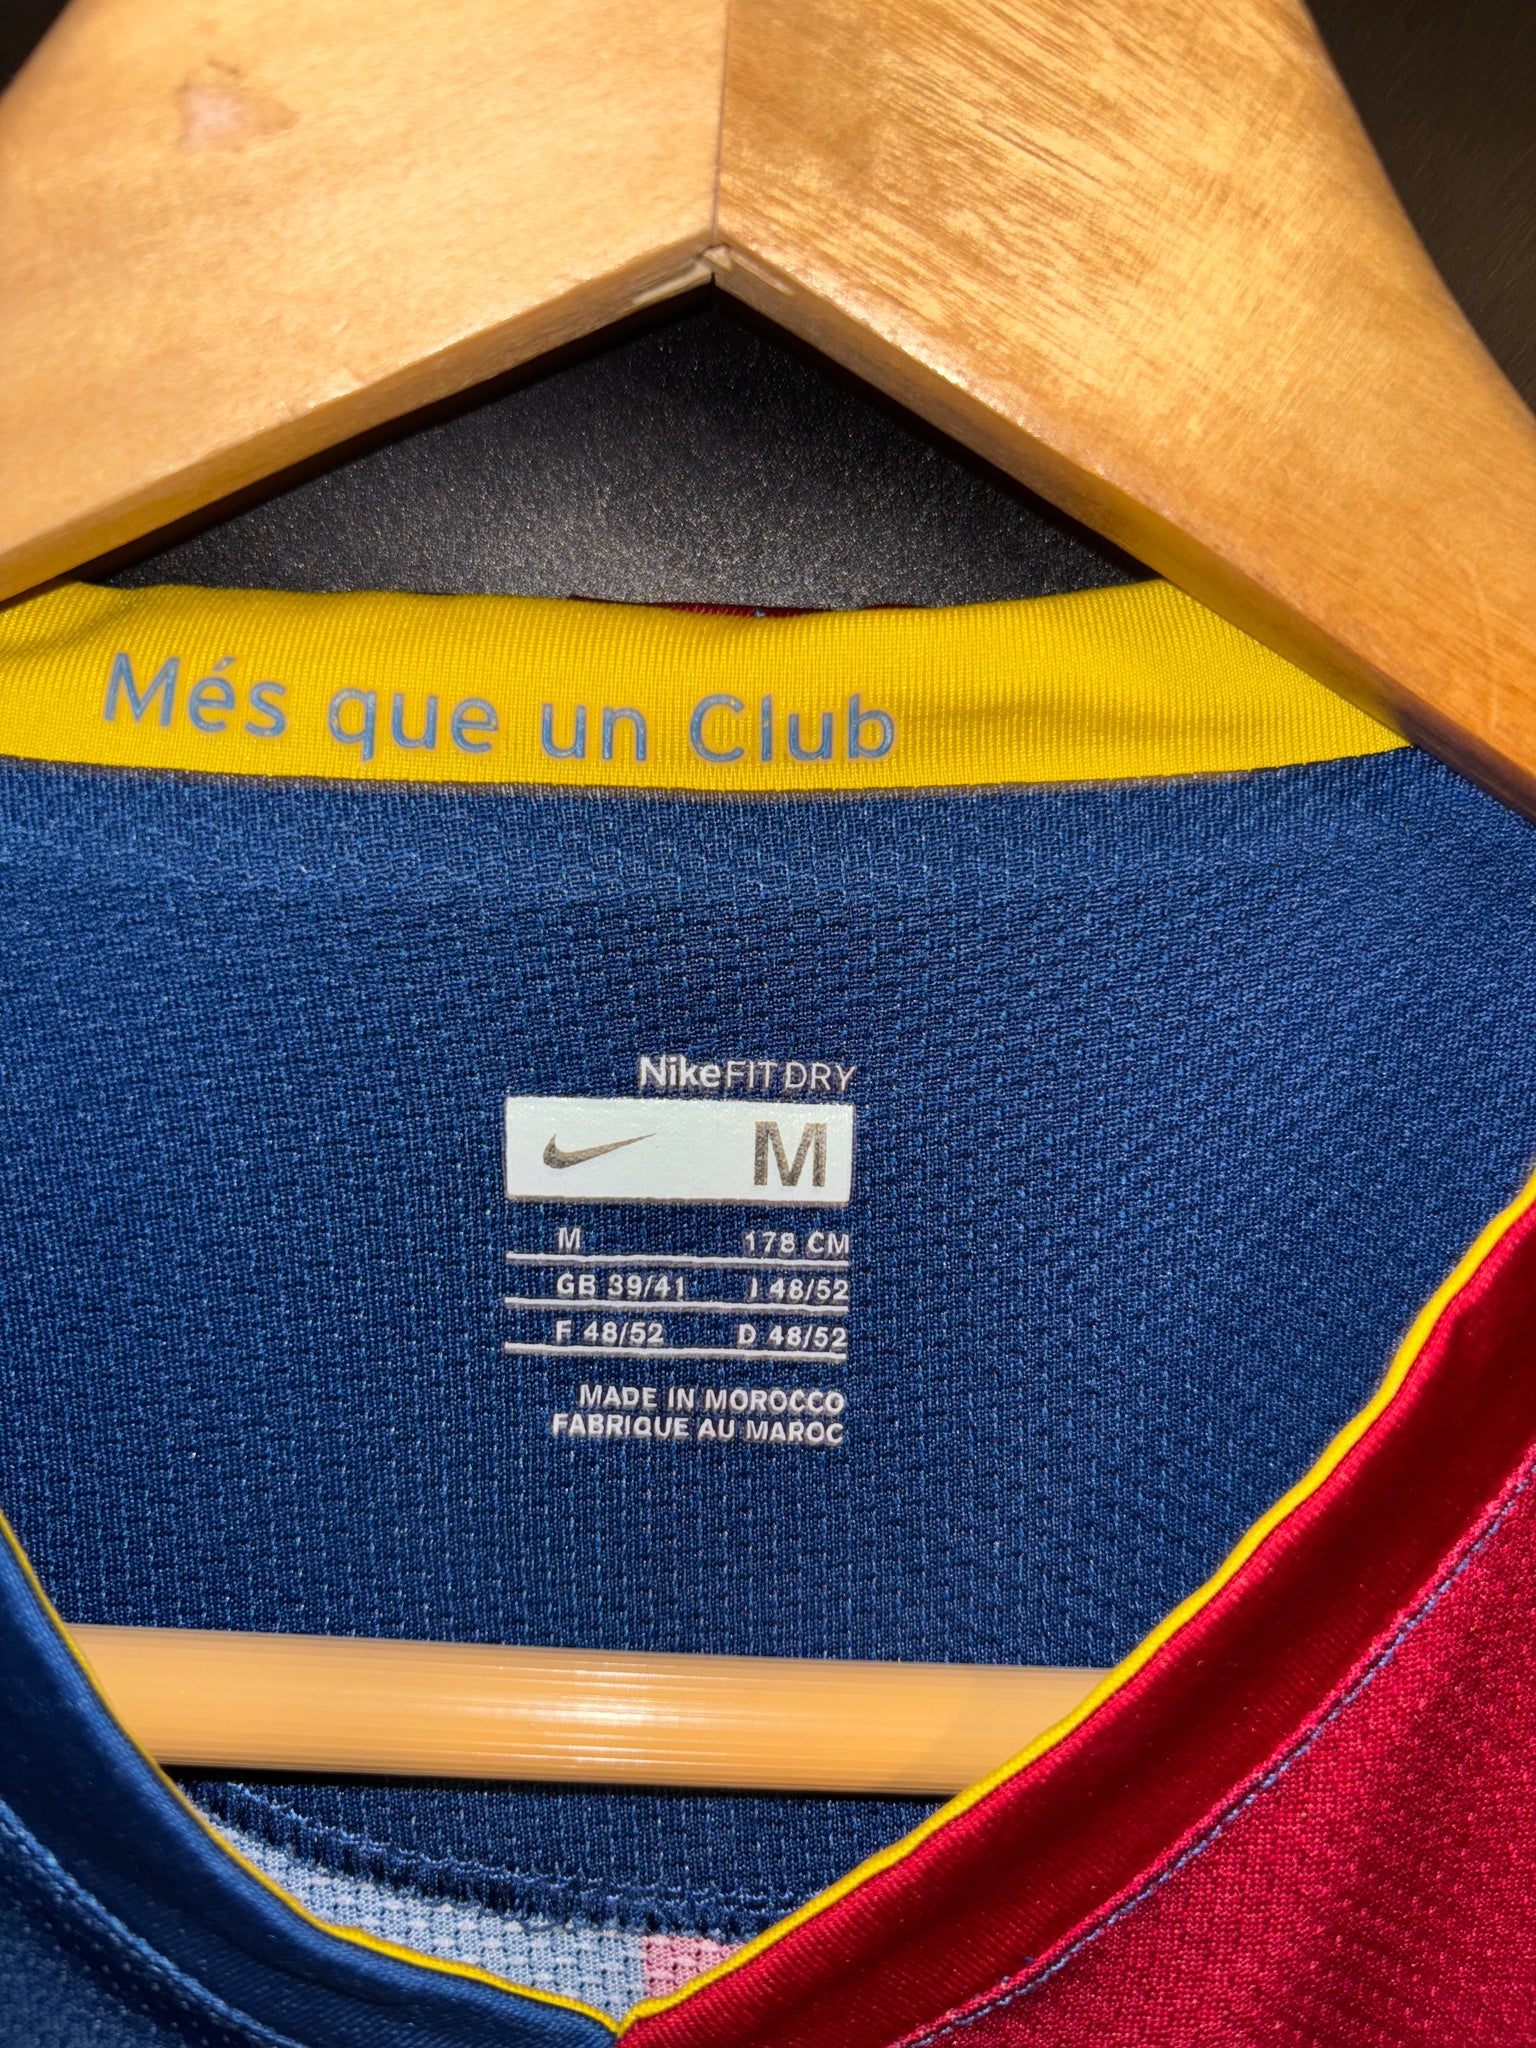 Més que un Club
NikeFIT DRY
M
M 178 CM
GB 39/41 I 48/52
F 48/52 D 48/52
MADE IN MOROCCO
FABRIQUE AU MAROC